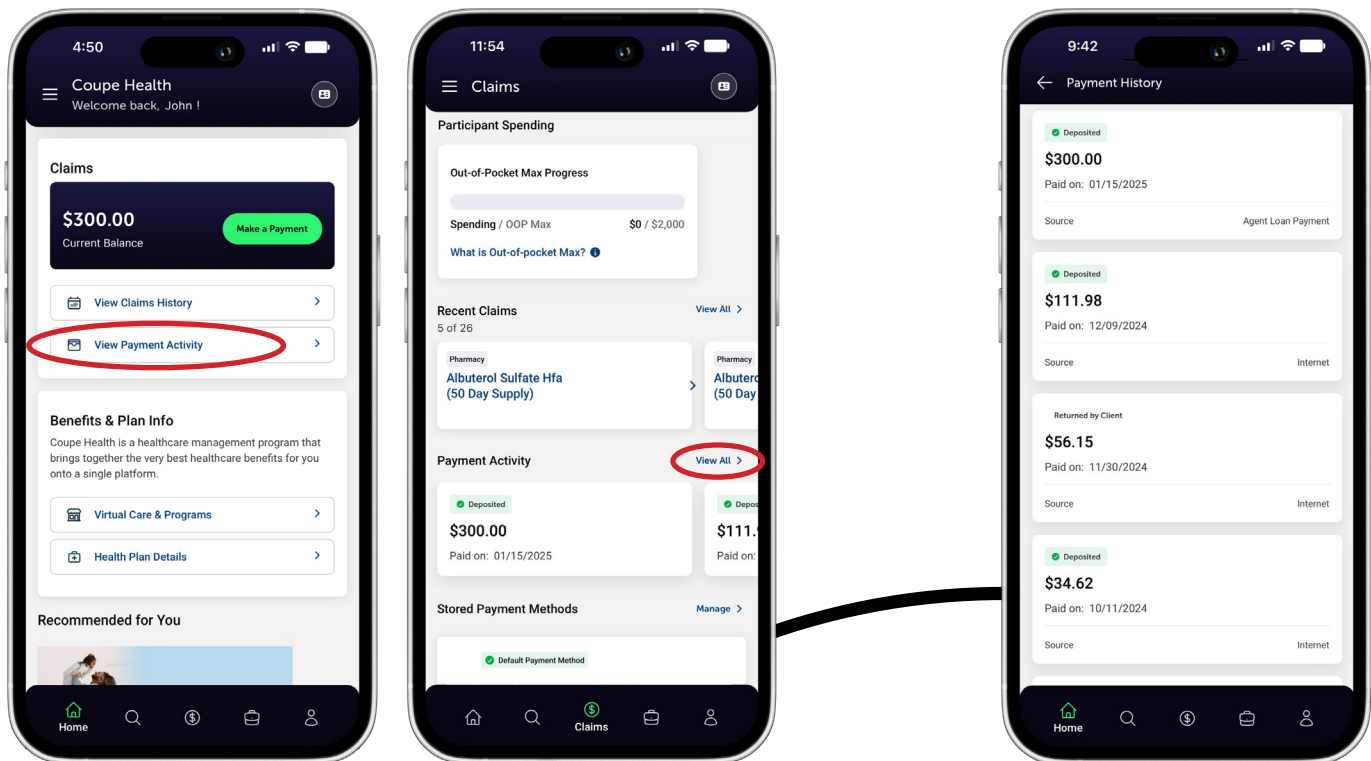 4:50
Coupe Health
Welcome back, John !
Claims
$300.00
Current Balance
Make a Payment
View Claims History
View Payment Activity
Benefits & Plan Info
Coupe Health is a healthcare management program that
brings together the very best healthcare benefits for you
onto a single platform.
Virtual Care & Programs
Health Plan Details
Recommended for You
Home
11:54
Claims
Participant Spending
Out-of-Pocket Max Progress
Spending / OOP Max $0 / $2,000
What is Out-of-pocket Max?
Recent Claims View All
5 of 26
Pharmacy
Albuterol Sulfate Hfa
(50 Day Supply)
Pharmacy
Albutero
(50 Day
Payment Activity View All
Deposited
$300.00
Paid on: 01/15/2025
Depos
$111.
Paid on:
Stored Payment Methods Manage
Default Payment Method
Claims
9:42
Payment History
Deposited
$300.00
Paid on: 01/15/2025
Source Agent Loan Payment
Deposited
$111.98
Paid on: 12/09/2024
Source Internet
Returned by Client
$56.15
Paid on: 11/30/2024
Source Internet
Deposited
$34.62
Paid on: 10/11/2024
Source Internet
Home